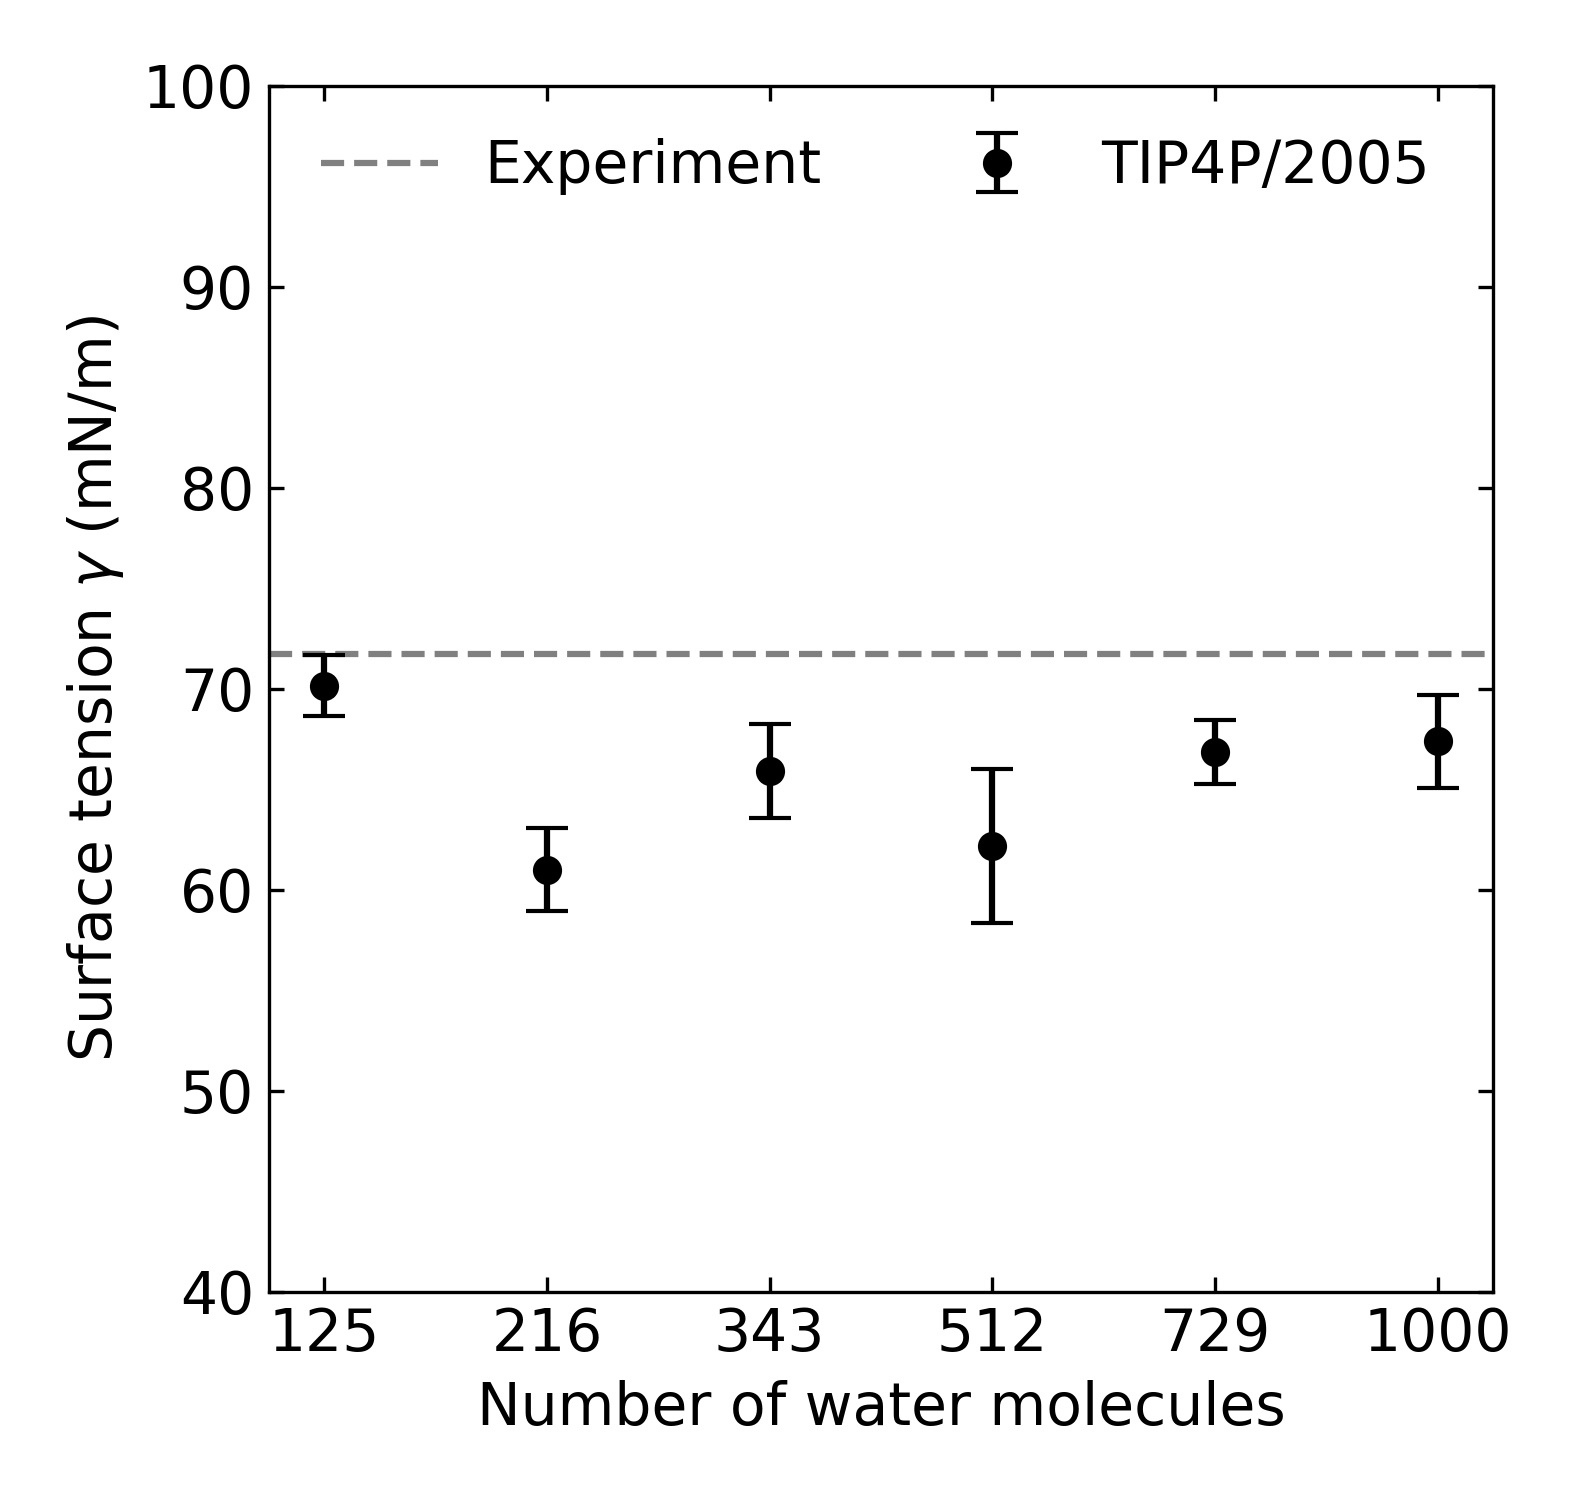 Experiment
TIP4P/2005
100
90
80
70
60
50
40
Surface tension γ (mN/m)
125 216 343 512 729 1000
Number of water molecules